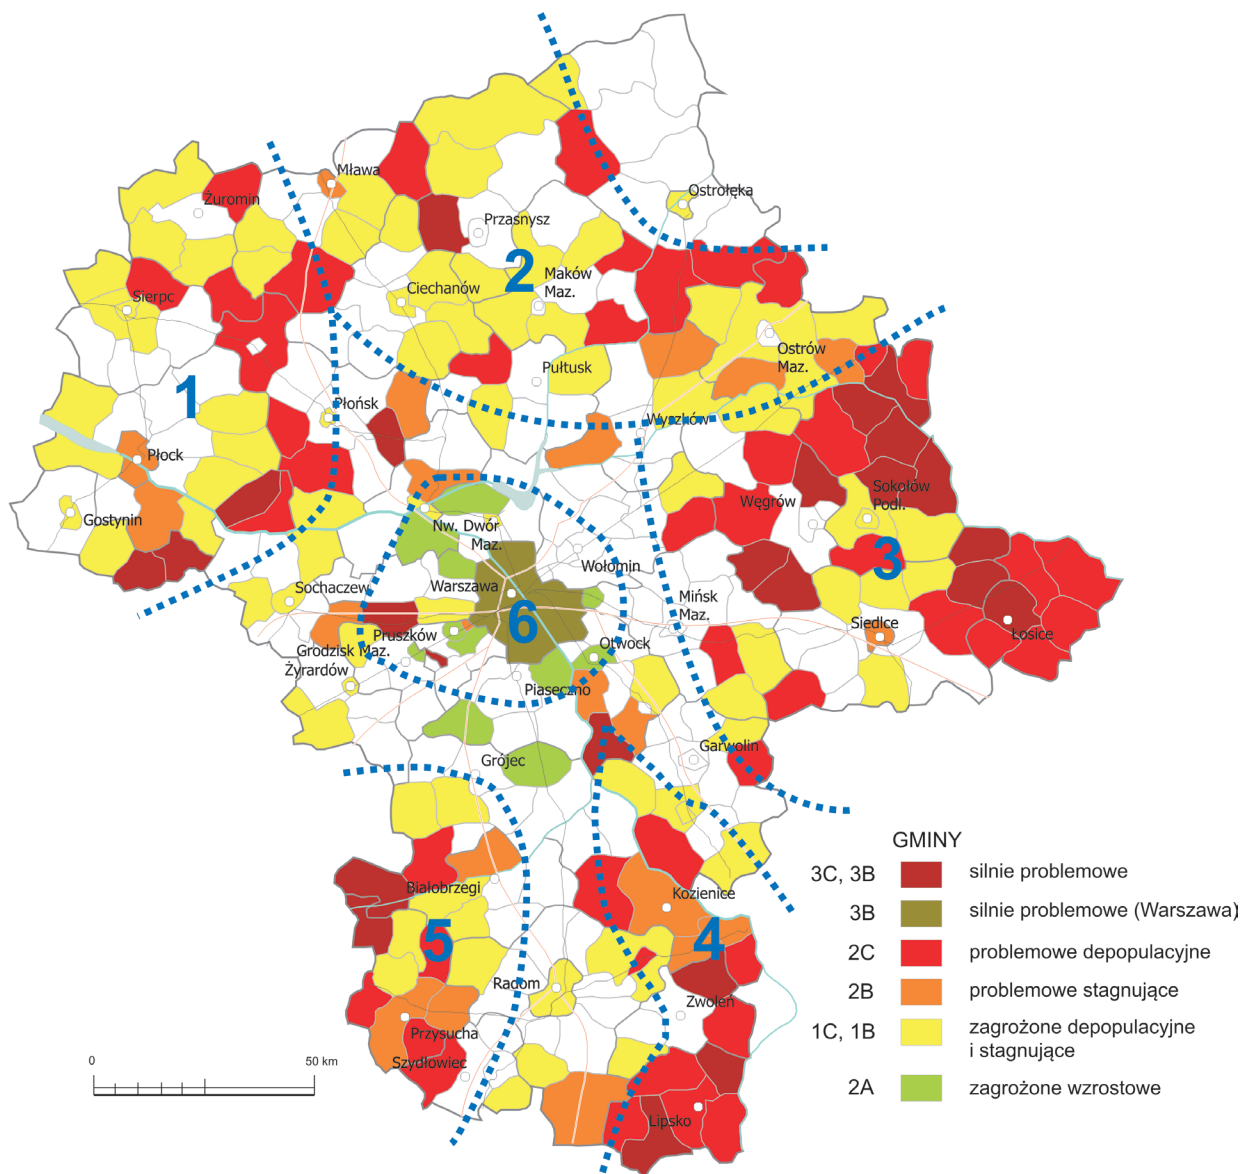 Mława
Ostrołęka
Żuromin
Przasnysz
2
Maków
Maz.
Ciechanów
Sierpc
Ostrów
Maz.
Pułtusk
1
Płońsk
Wyszków
Płock
Sokołów
Podl.
Węgrów
Gostynin
Nw. Dwór
Maz.
3
Wołomin
Sochaczew
Warszawa
Mińsk
Maz.
6
Siedlce
Łosice
Pruszków
Otwock
Grodzisk Maz.
Żyrardów
Piaseczno
Garwolin
Grójec
GMINY
3C, 3B silnie problemowe
Białobrzegi
Kozienice
3B silnie problemowe (Warszawa)
5
4
2C problemowe depopulacyjne
Radom
2B problemowe stagnujące
Zwoleń
Przysucha
1C, 1B zagrożone depopulacyjne
i stagnujące
Szydłowiec
0 50 km
2A zagrożone wzrostowe
Lipsko